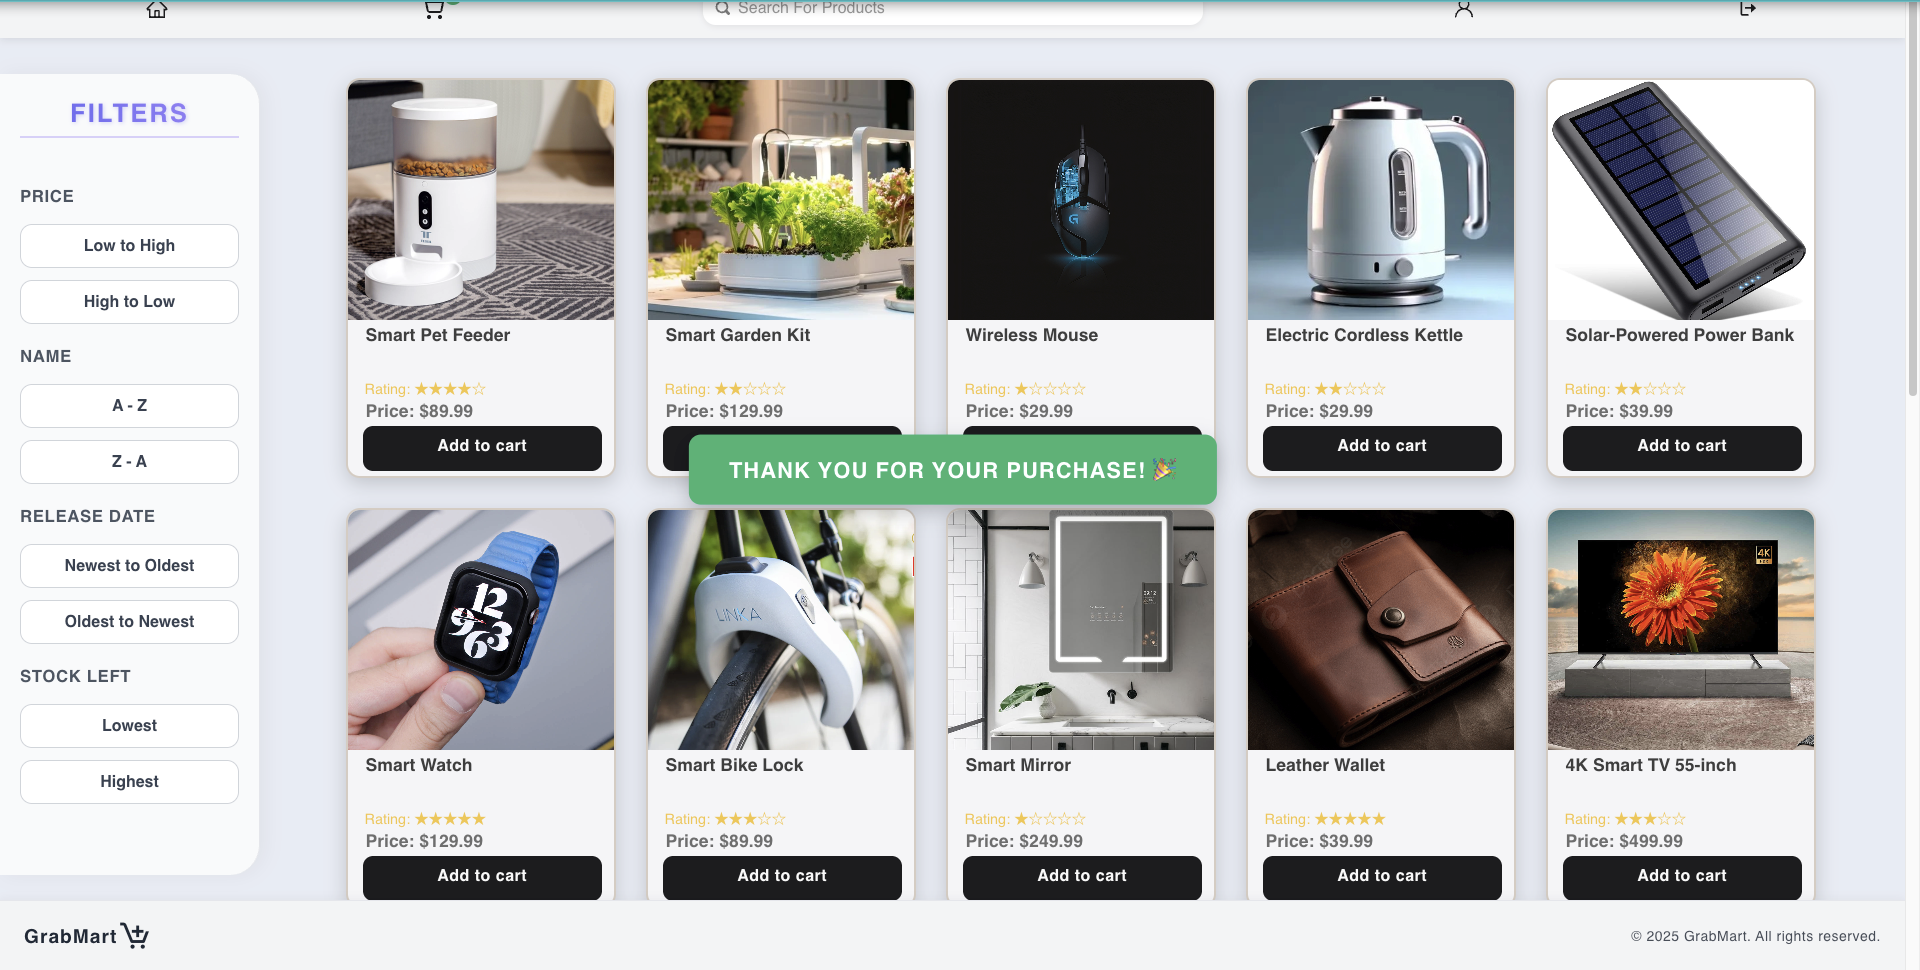 Search For Products
FILTERS
PRICE
Low to High
High to Low
NAME
A - Z
Z - A
RELEASE DATE
Newest to Oldest
Oldest to Newest
STOCK LEFT
Lowest
Highest
Smart Pet Feeder
Rating: ★★★★☆
Price: $89.99
Add to cart
Smart Garden Kit
Rating: ★★☆☆☆
Price: $129.99
Wireless Mouse
Rating: ★☆☆☆☆
Price: $29.99
Electric Cordless Kettle
Rating: ★★☆☆☆
Price: $29.99
Add to cart
Solar-Powered Power Bank
Rating: ★★☆☆☆
Price: $39.99
Add to cart
THANK YOU FOR YOUR PURCHASE! 🎉
12
9 3
6
Smart Watch
Rating: ★★★★★
Price: $129.99
Add to cart
LINKA
Smart Bike Lock
Rating: ★★★☆☆
Price: $89.99
Add to cart
Smart Mirror
Rating: ★☆☆☆☆
Price: $249.99
Add to cart
Leather Wallet
Rating: ★★★★★
Price: $39.99
Add to cart
4K
4K Smart TV 55-inch
Rating: ★★★☆☆
Price: $499.99
Add to cart
GrabMart
© 2025 GrabMart. All rights reserved.